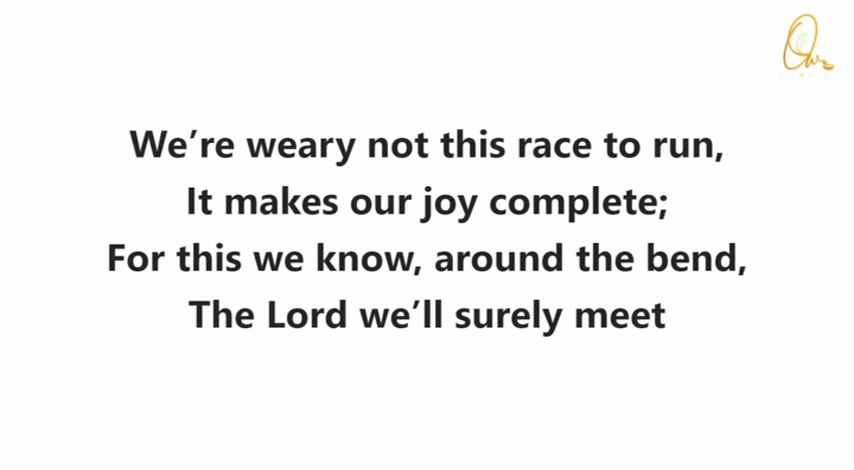 We’re weary not this race to run,
It makes our joy complete;
For this we know, around the bend,
The Lord we’ll surely meet